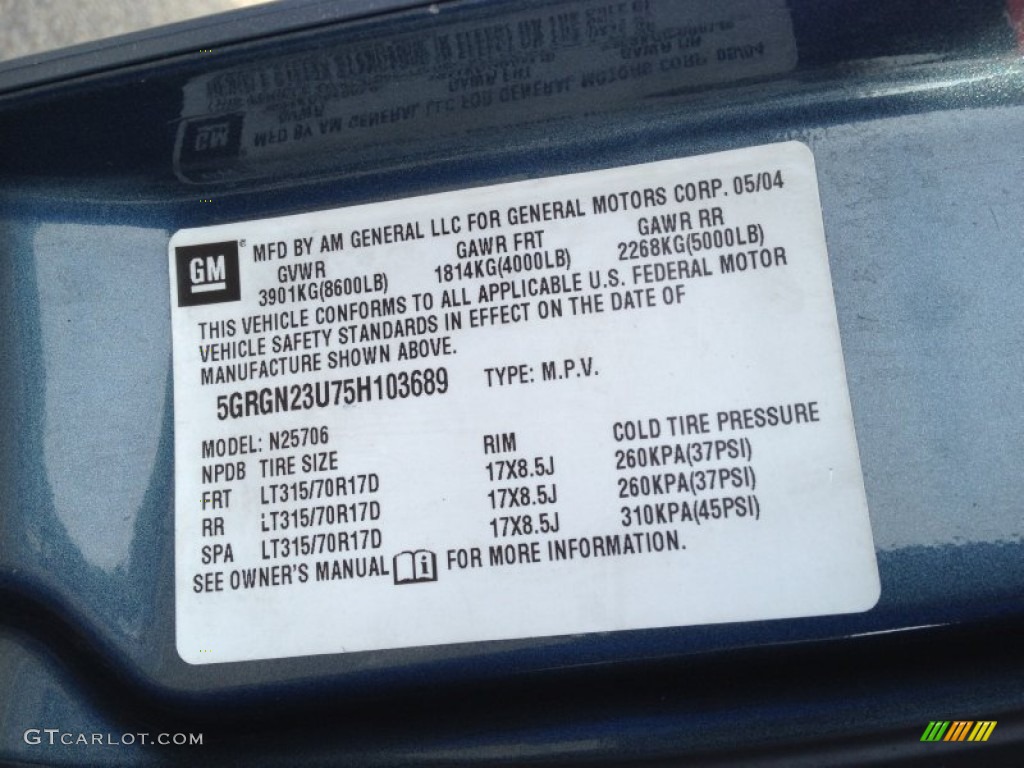 MFD BY AM GENERAL LLC FOR GENERAL MOTORS CORP. 05/04
GM®
GVWR GAWR FRT GAWR RR
3901KG(8600LB) 1814KG(4000LB) 2268KG(5000LB)
THIS VEHICLE CONFORMS TO ALL APPLICABLE U.S. FEDERAL MOTOR
VEHICLE SAFETY STANDARDS IN EFFECT ON THE DATE OF
MANUFACTURE SHOWN ABOVE.
5GRGN23U75H103689 TYPE: M.P.V.
MODEL: N25706
NPDB TIRE SIZE RIM COLD TIRE PRESSURE
FRT LT315/70R17D 17X8.5J 260KPA(37PSI)
RR LT315/70R17D 17X8.5J 260KPA(37PSI)
SPA LT315/70R17D 17X8.5J 310KPA(45PSI)
SEE OWNER'S MANUAL i FOR MORE INFORMATION.
GTCARLOT.COM